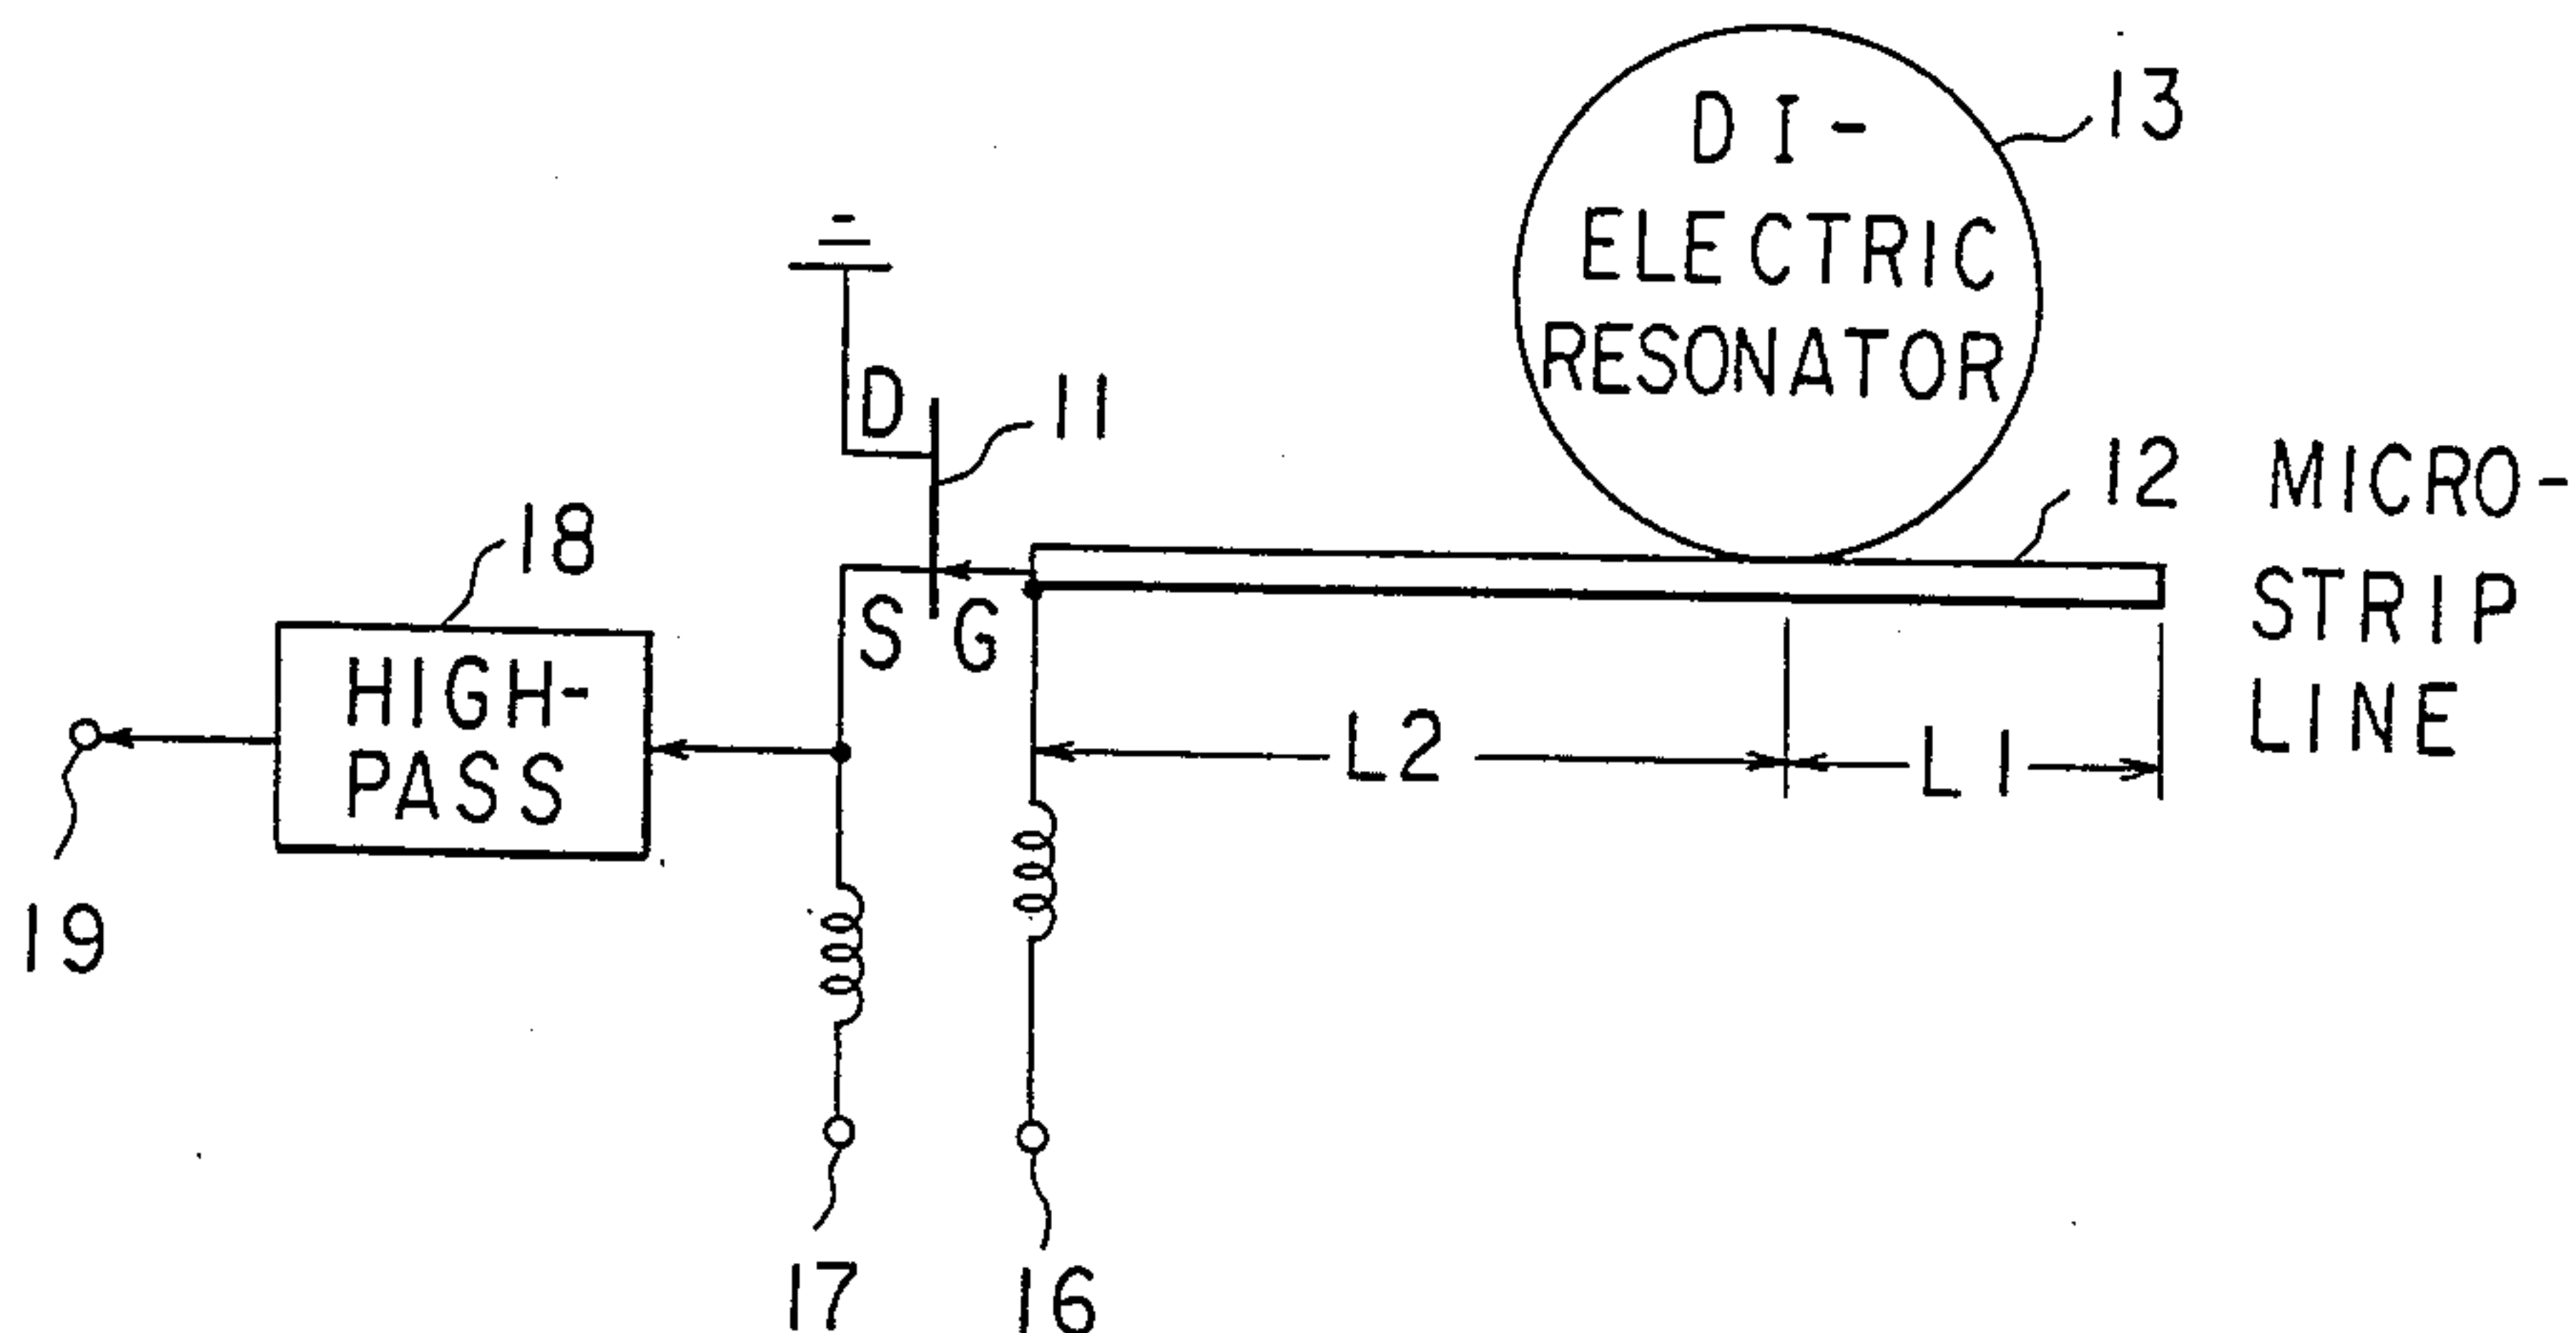 DI-
ELECTRIC
RESONATOR
13
D
11
12
MICRO-
STRIP
LINE
18
HIGH-
PASS
S
G
L2
L1
19
17
16